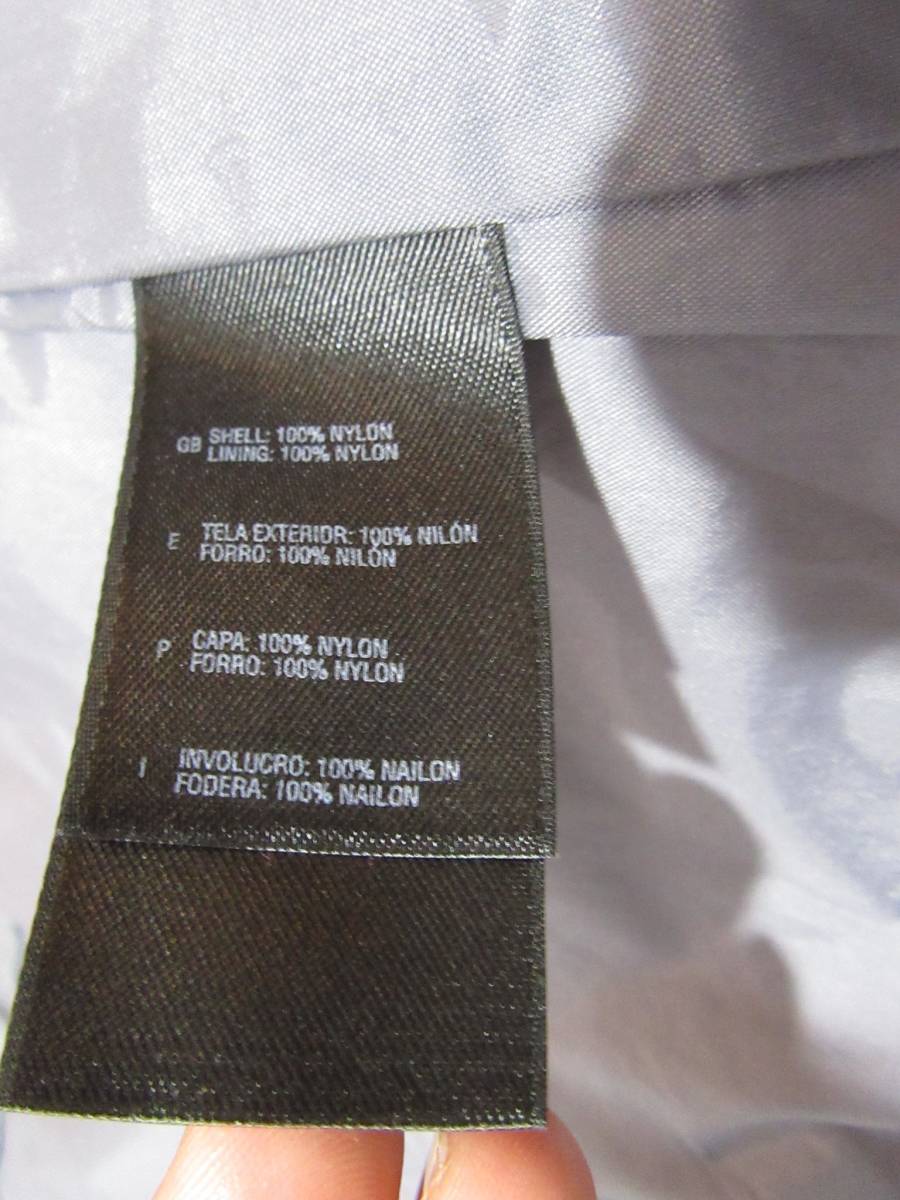 GB SHELL: 100% NYLON
LINING: 100% NYLON
E TELA EXTERIOR: 100% NILÓN
FORRO: 100% NILÓN
P CAPA: 100% NYLON
FORRO: 100% NYLON
I INVOLUCRO: 100% NAILON
FODERA: 100% NAILON